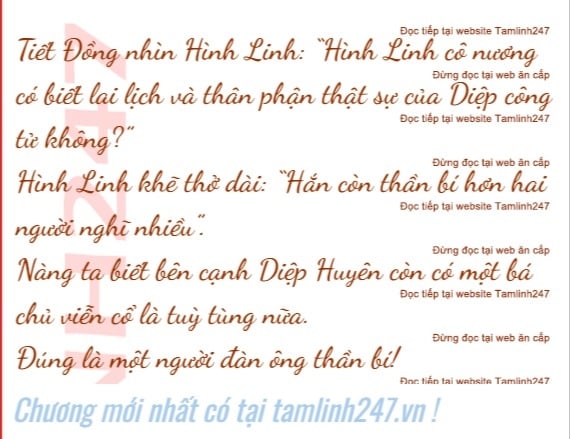 Đọc tiếp tại website Tamlinh247
Tiết Đồng nhìn Hình Linh: "Hình Linh cô nương
Đừng đọc tại web ăn cắp
có biết lai lịch và thân phận thật sự của Diệp công
Đọc tiếp tại website Tamlinh247
tử không?"
Đừng đọc tại web ăn cắp
Hình Linh khẽ thở dài: "Hắn còn thần bí hơn hai
Đọc tiếp tại website Tamlinh247
người nghĩ nhiều".
Đừng đọc tại web ăn cắp
Nàng ta biết bên cạnh Diệp Huyên còn có một bá
Đọc tiếp tại website Tamlinh247
chủ viễn cổ là tuỳ tùng nữa.
Đừng đọc tại web ăn cắp
Đúng là một người đàn ông thần bí!
Đọc tiếp tại website Tamlinh247
NH247
Chương mới nhất có tại tamlinh247.vn !